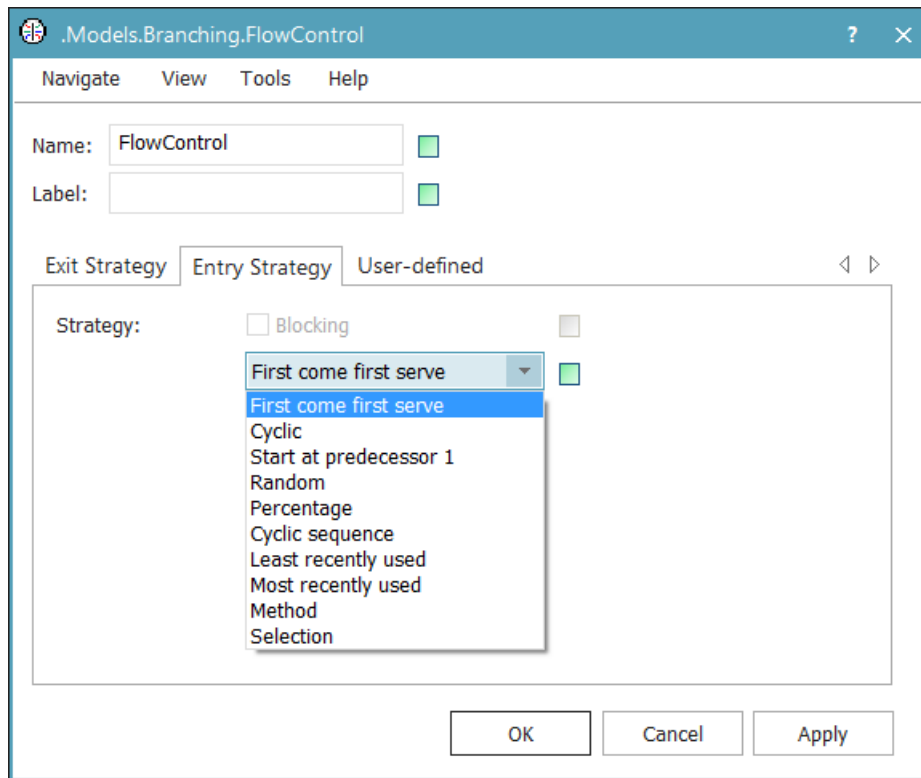 .Models.Branching.FlowControl ?
Navigate View Tools Help
Name: FlowControl
Label:
Exit Strategy Entry Strategy User-defined
Strategy: Blocking
First come first serve
First come first serve
Cyclic
Start at predecessor 1
Random
Percentage
Cyclic sequence
Least recently used
Most recently used
Method
Selection
OK Cancel Apply